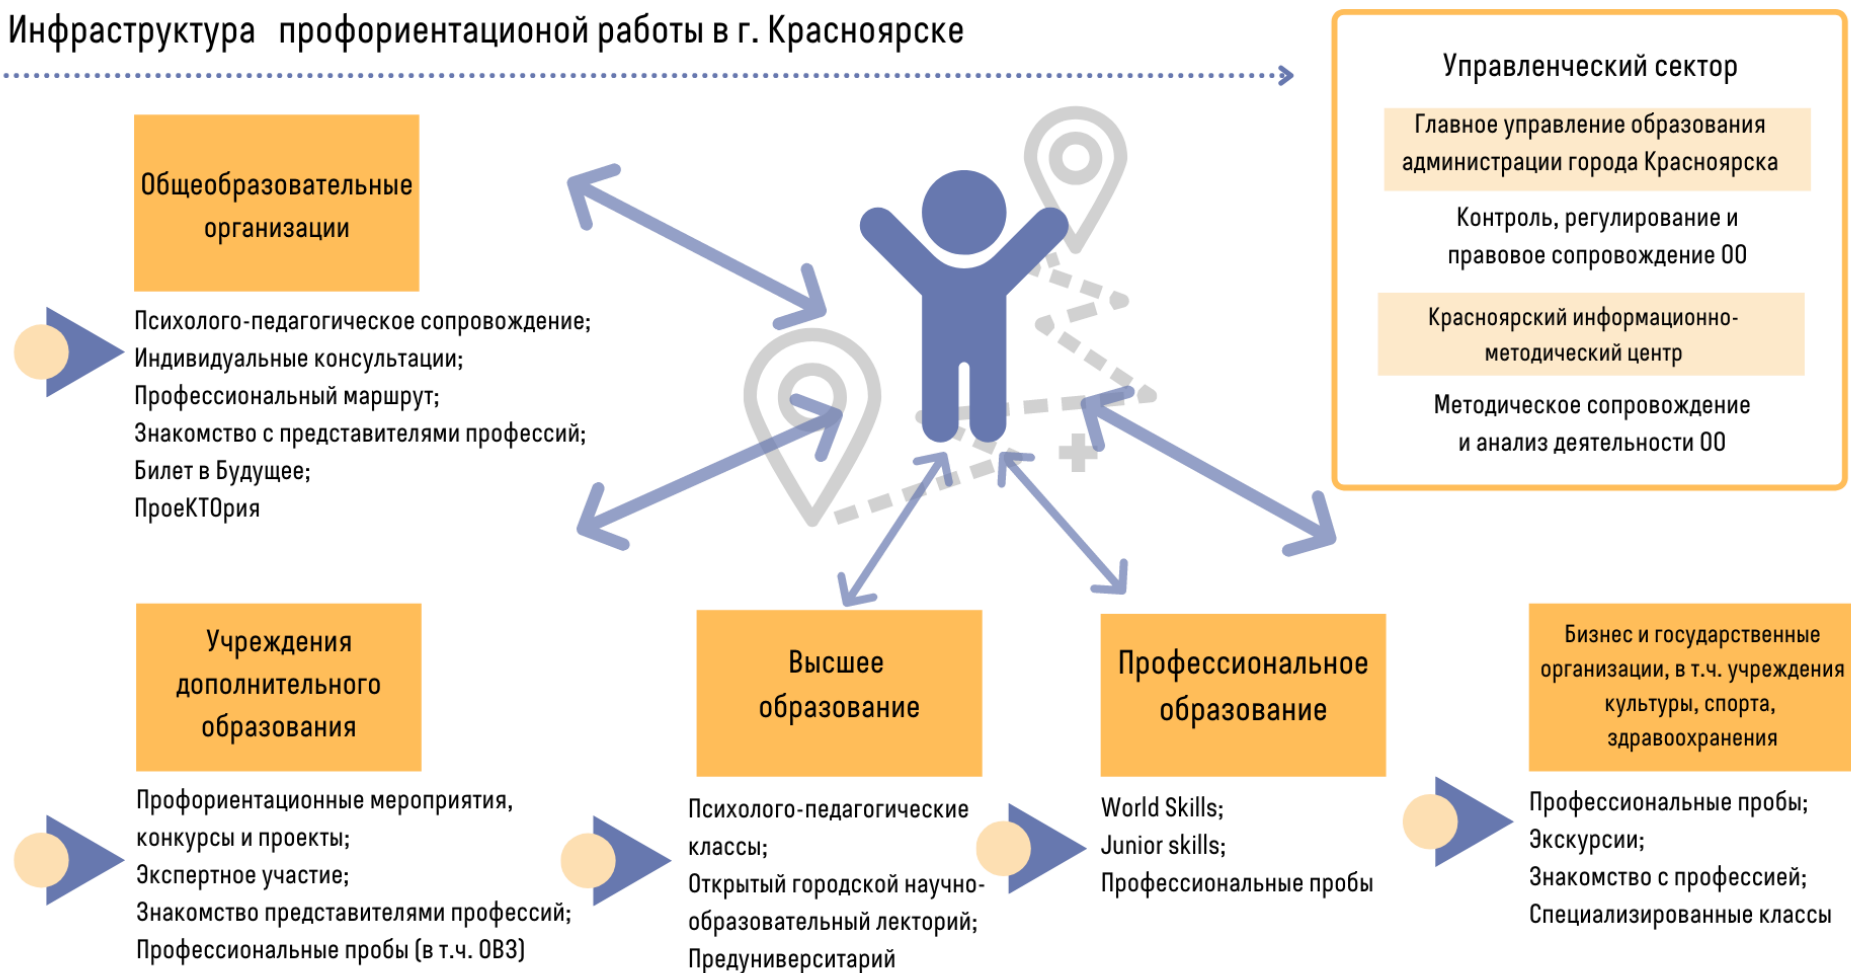 Инфраструктура профориентационой работы в г. Красноярске
Управленческий сектор
Главное управление образования
администрации города Красноярска
Контроль, регулирование и
правовое сопровождение ОО
Красноярский информационно-
методический центр
Методическое сопровождение
и анализ деятельности ОО
Общеобразовательные
организации
Психолого-педагогическое сопровождение;
Индивидуальные консультации;
Профессиональный маршрут;
Знакомство с представителями профессий;
Билет в Будущее;
ПроеКТОрия
Учреждения
дополнительного
образования
Профориентационные мероприятия,
конкурсы и проекты;
Экспертное участие;
Знакомство представителями профессий;
Профессиональные пробы (в т.ч. ОВЗ)
Высшее
образование
Психолого-педагогические
классы;
Открытый городской научно-
образовательный лекторий;
Предуниверситарий
Профессиональное
образование
World Skills;
Junior skills;
Профессиональные пробы
Бизнес и государственные
организации, в т.ч. учреждения
культуры, спорта,
здравоохранения
Профессиональные пробы;
Экскурсии;
Знакомство с профессией;
Специализированные классы